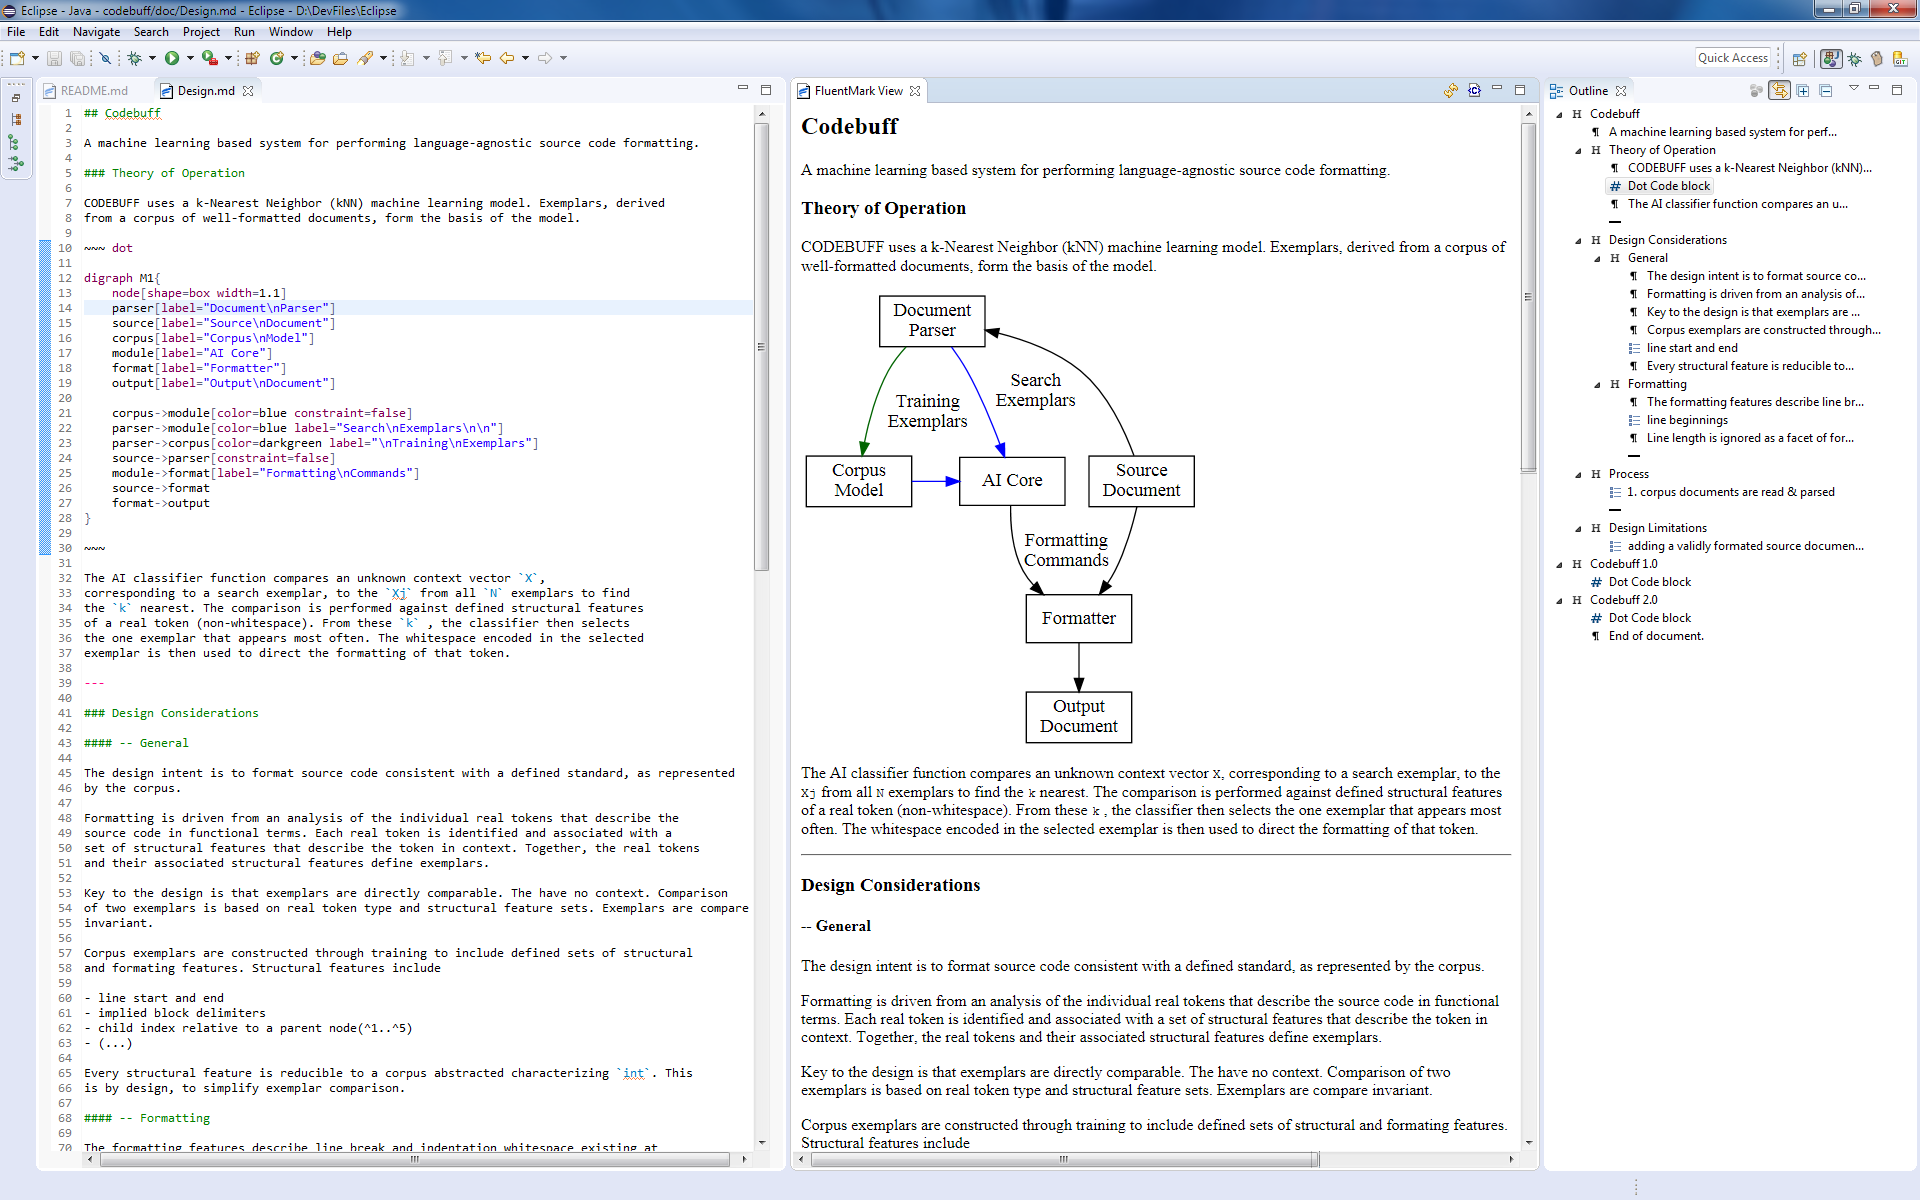 Eclipse - Java - codebuff/doc/Design.md - Eclipse - D:\DevFiles\Eclipse
File Edit Navigate Search Project Run Window Help
Quick Access
README.md
Design.md
1 ## Codebuff
2
3 A machine learning based system for performing language-agnostic source code formatting.
4
5 ### Theory of Operation
6
7 CODEBUFF uses a k-Nearest Neighbor (kNN) machine learning model. Exemplars, derived
8 from a corpus of well-formatted documents, form the basis of the model.
9
10 ~~~ dot
11
12 digraph M1{
13     node[shape=box width=1.1]
14     parser[label="Document\nParser"]
15     source[label="Source\nDocument"]
16     corpus[label="Corpus\nModel"]
17     module[label="AI Core"]
18     format[label="Formatter"]
19     output[label="Output\nDocument"]
20
21     corpus->module[color=blue constraint=false]
22     parser->module[color=blue label="Search\nExemplars\n\n"]
23     parser->corpus[color=darkgreen label="\nTraining\nExemplars"]
24     source->parser[constraint=false]
25     module->format[label="Formatting\nCommands"]
26     source->format
27     format->output
28 }
29
30 ~~~
31
32 The AI classifier function compares an unknown context vector `X`,
33 corresponding to a search exemplar, to the `Xj` from all `N` exemplars to find
34 the `k` nearest. The comparison is performed against defined structural features
35 of a real token (non-whitespace). From these `k` , the classifier then selects
36 the one exemplar that appears most often. The whitespace encoded in the selected
37 exemplar is then used to direct the formatting of that token.
38
39 ---
40
41 ### Design Considerations
42
43 #### -- General
44
45 The design intent is to format source code consistent with a defined standard, as represented
46 by the corpus.
47
48 Formatting is driven from an analysis of the individual real tokens that describe the
49 source code in functional terms. Each real token is identified and associated with a
50 set of structural features that describe the token in context. Together, the real tokens
51 and their associated structural features define exemplars.
52
53 Key to the design is that exemplars are directly comparable. The have no context. Comparison
54 of two exemplars is based on real token type and structural feature sets. Exemplars are compare
55 invariant.
56
57 Corpus exemplars are constructed through training to include defined sets of structural
58 and formating features. Structural features include
59
60 - line start and end
61 - implied block delimiters
62 - child index relative to a parent node(^1..^5)
63 - (...)
64
65 Every structural feature is reducible to a corpus abstracted characterizing `int`. This
66 is by design, to simplify exemplar comparison.
67
68 #### -- Formatting
69
70 The formatting features describe line break and indentation whitespace existing at
FluentMark View
Codebuff
A machine learning based system for performing language-agnostic source code formatting.
Theory of Operation
CODEBUFF uses a k-Nearest Neighbor (kNN) machine learning model. Exemplars, derived from a corpus of
well-formatted documents, form the basis of the model.
Document
Parser
Search
Exemplars
Training
Exemplars
Corpus
Model
AI Core
Source
Document
Formatting
Commands
Formatter
Output
Document
The AI classifier function compares an unknown context vector X, corresponding to a search exemplar, to the
Xj from all N exemplars to find the k nearest. The comparison is performed against defined structural features
of a real token (non-whitespace). From these k , the classifier then selects the one exemplar that appears most
often. The whitespace encoded in the selected exemplar is then used to direct the formatting of that token.
Design Considerations
-- General
The design intent is to format source code consistent with a defined standard, as represented by the corpus.
Formatting is driven from an analysis of the individual real tokens that describe the source code in functional
terms. Each real token is identified and associated with a set of structural features that describe the token in
context. Together, the real tokens and their associated structural features define exemplars.
Key to the design is that exemplars are directly comparable. The have no context. Comparison of two
exemplars is based on real token type and structural feature sets. Exemplars are compare invariant.
Corpus exemplars are constructed through training to include defined sets of structural and formating features.
Structural features include
Outline
H Codebuff
¶ A machine learning based system for perf...
H Theory of Operation
¶ CODEBUFF uses a k-Nearest Neighbor (kNN)...
# Dot Code block
¶ The AI classifier function compares an u...
H Design Considerations
H General
¶ The design intent is to format source co...
¶ Formatting is driven from an analysis of...
¶ Key to the design is that exemplars are ...
¶ Corpus exemplars are constructed through...
line start and end
¶ Every structural feature is reducible to...
H Formatting
¶ The formatting features describe line br...
line beginnings
¶ Line length is ignored as a facet of for...
H Process
1. corpus documents are read & parsed
H Design Limitations
adding a validly formated source documen...
H Codebuff 1.0
# Dot Code block
H Codebuff 2.0
# Dot Code block
¶ End of document.